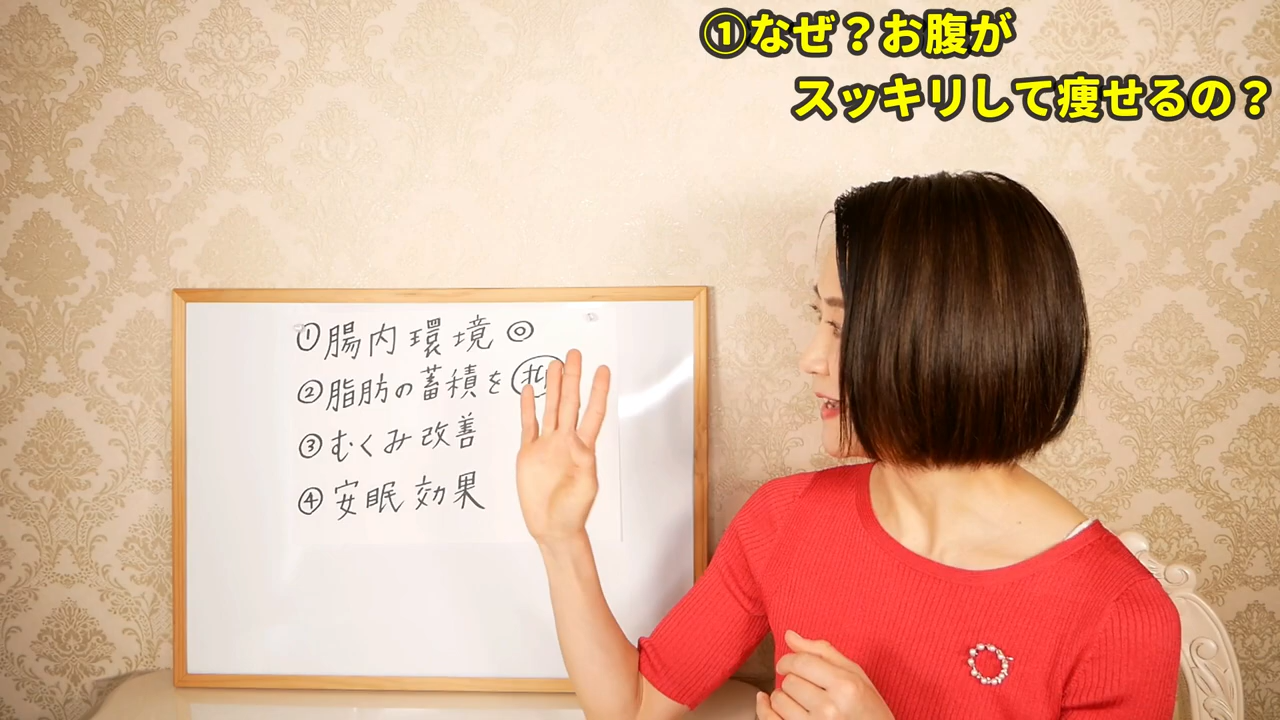 ①なぜ？お腹が
スッキリして痩せるの？
①腸内環境◎
②脂肪の蓄積を
③むくみ改善
④安眠効果